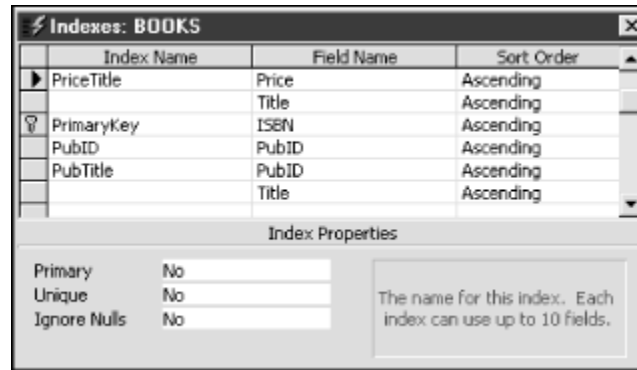 Indexes: BOOKS
Index Name Field Name Sort Order
PriceTitle Price Ascending
Title Ascending
PrimaryKey ISBN Ascending
PubID PubID Ascending
PubTitle PubID Ascending
Title Ascending
Index Properties
Primary No
Unique No
Ignore Nulls No
The name for this index. Each
index can use up to 10 fields.